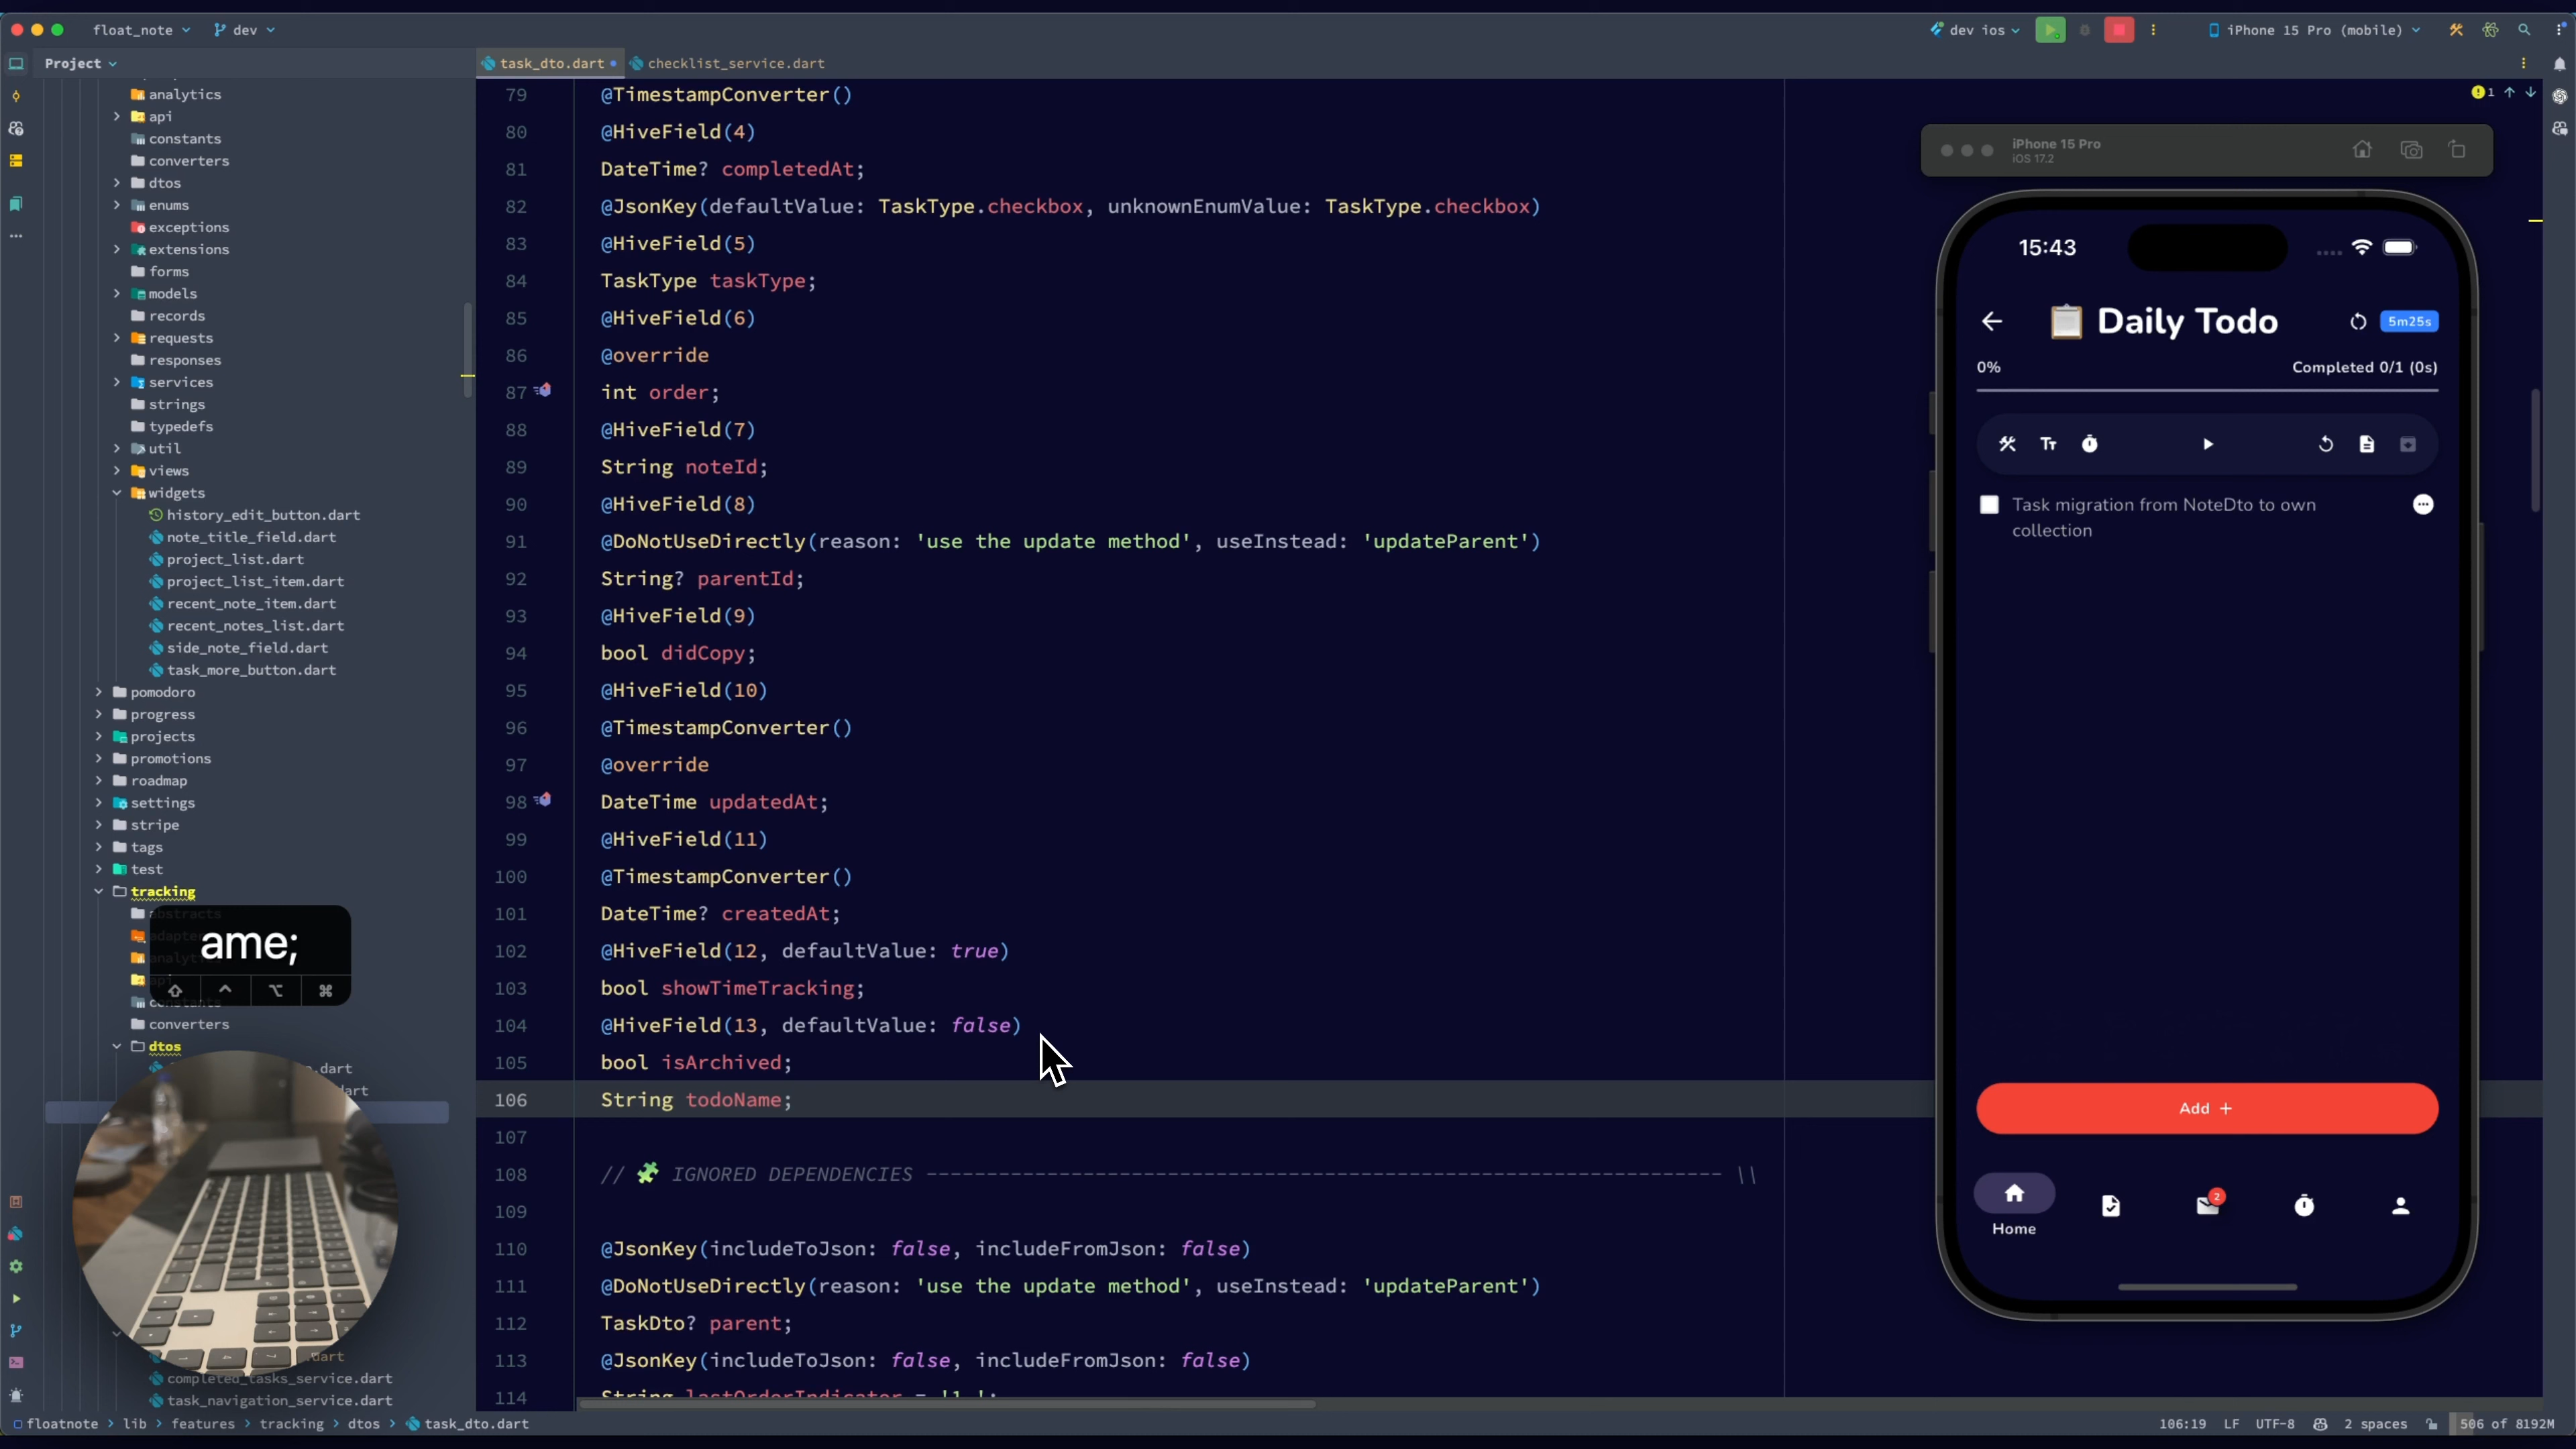 float_note
dev
dev ios
iPhone 15 Pro (mobile)
Project
task_dto.dart
checklist_service.dart
analytics
api
constants
converters
dtos
enums
exceptions
extensions
forms
models
records
requests
responses
services
strings
typedefs
util
views
widgets
history_edit_button.dart
note_title_field.dart
project_list.dart
project_list_item.dart
recent_note_item.dart
recent_notes_list.dart
side_note_field.dart
task_more_button.dart
pomodoro
progress
projects
promotions
roadmap
settings
stripe
tags
test
tracking
abstracts
ame;
⇧ ^ ⌥ ⌘
converters
dtos
.dart
dart
dart
completed_tasks_service.dart
task_navigation_service.dart
79 @TimestampConverter()
80 @HiveField(4)
81 DateTime? completedAt;
82 @JsonKey(defaultValue: TaskType.checkbox, unknownEnumValue: TaskType.checkbox)
83 @HiveField(5)
84 TaskType taskType;
85 @HiveField(6)
86 @override
87 int order;
88 @HiveField(7)
89 String noteId;
90 @HiveField(8)
91 @DoNotUseDirectly(reason: 'use the update method', useInstead: 'updateParent')
92 String? parentId;
93 @HiveField(9)
94 bool didCopy;
95 @HiveField(10)
96 @TimestampConverter()
97 @override
98 DateTime updatedAt;
99 @HiveField(11)
100 @TimestampConverter()
101 DateTime? createdAt;
102 @HiveField(12, defaultValue: true)
103 bool showTimeTracking;
104 @HiveField(13, defaultValue: false)
105 bool isArchived;
106 String todoName;
107
108 // 🧩 IGNORED DEPENDENCIES ------------------------------------------------------------------ \\
109
110 @JsonKey(includeToJson: false, includeFromJson: false)
111 @DoNotUseDirectly(reason: 'use the update method', useInstead: 'updateParent')
112 TaskDto? parent;
113 @JsonKey(includeToJson: false, includeFromJson: false)
114 String lastOrderIndicator = '1.';
1
iPhone 15 Pro
iOS 17.2
15:43
Daily Todo
5m25s
0%
Completed 0/1 (0s)
Tт
Task migration from NoteDto to own
collection
Add +
2
Home
floatnote > lib > features > tracking > dtos > task_dto.dart
106:19 LF UTF-8 2 spaces 506 of 8192M